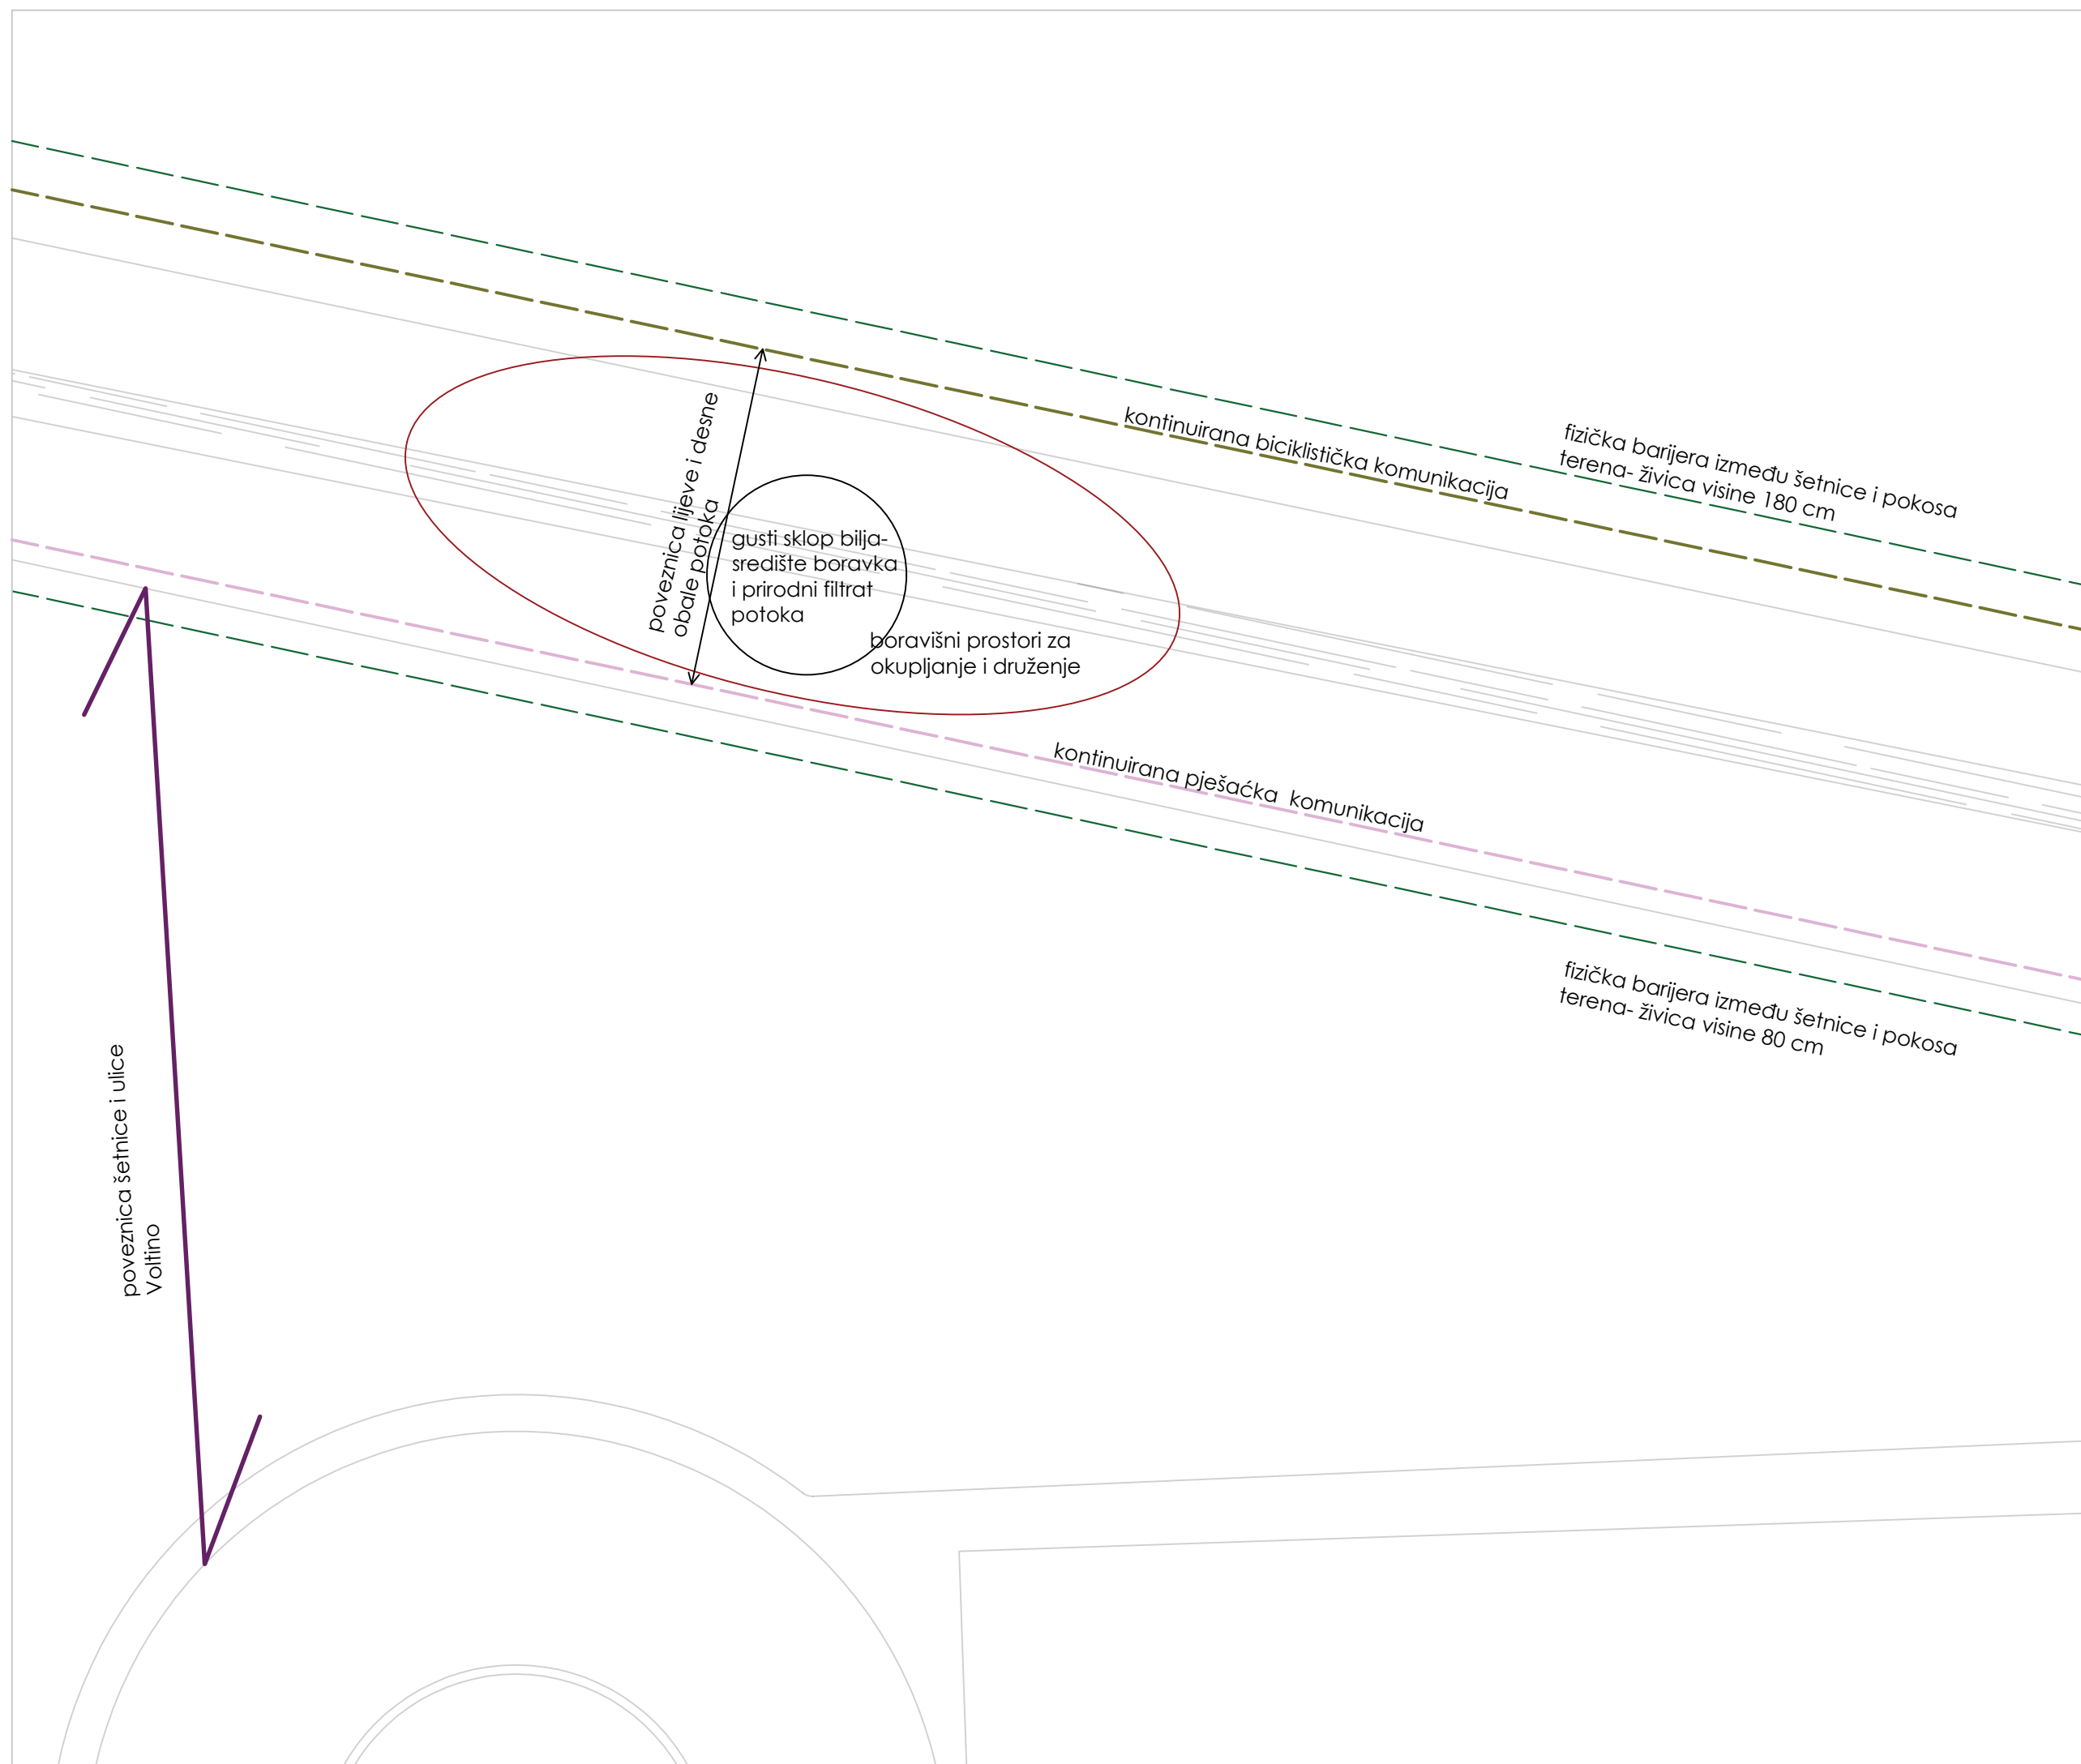 poveznica lijeve i desne
obale potoka
kontinuirana biciklistička komunikacija
fizička barijera između šetnice i pokosa
terena- živica visine 180 cm
gusti sklop bilja-
središte boravka
i prirodni filtrat
potoka
boravišni prostori za
okupljanje i druženje
kontinuirana pješaćka  komunikacija
fizička barijera između šetnice i pokosa
terena- živica visine 80 cm
poveznica šetnice i ulice
Voltino